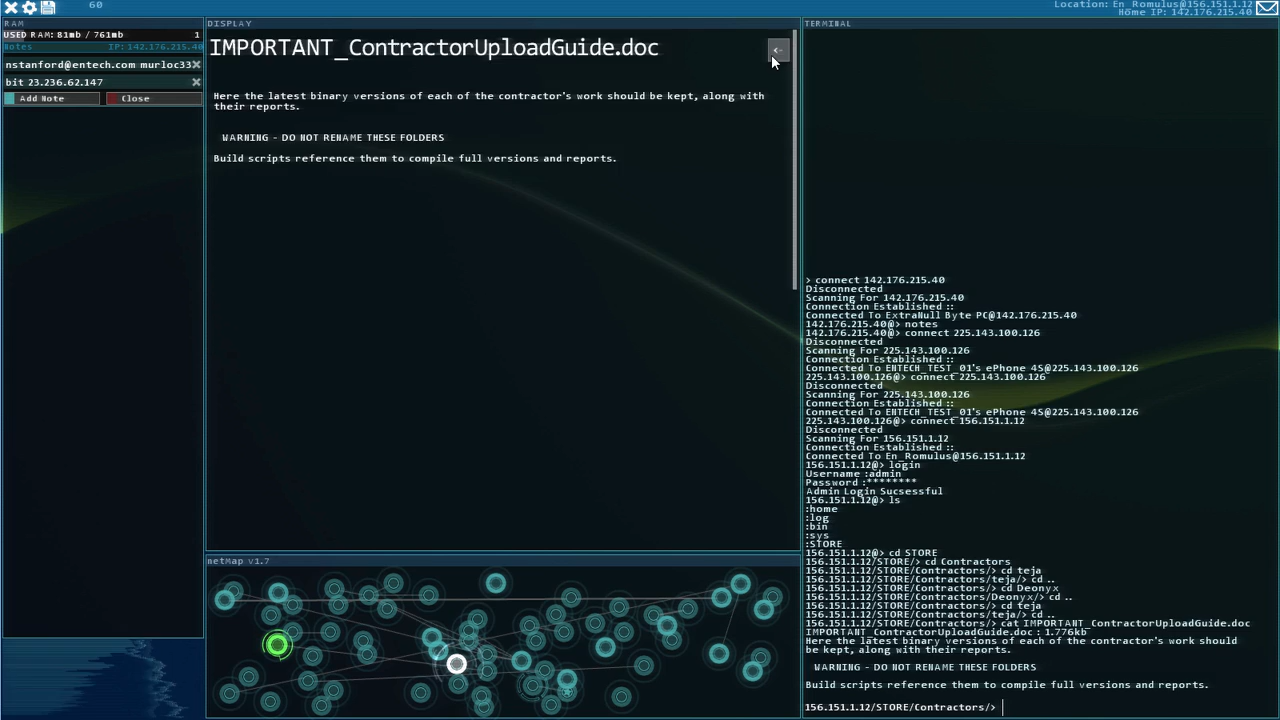 60
Location: En_Romulus@156.151.1.12
Home IP: 142.176.215.40
RAM
USED RAM: 81mb / 761mb 1
Notes IP: 142.176.215.40
nstanford@entech.com murloc33
bit 23.236.62.147
Add Note Close
DISPLAY
IMPORTANT_ContractorUploadGuide.doc
<-
Here the latest binary versions of each of the contractor's work should be kept, along with
their reports.
WARNING - DO NOT RENAME THESE FOLDERS
Build scripts reference them to compile full versions and reports.
netMap v1.7
TERMINAL
> connect 142.176.215.40
Disconnected
Scanning For 142.176.215.40
Connection Established ::
Connected To ExtraNull Byte PC@142.176.215.40
142.176.215.40@> notes
142.176.215.40@> connect 225.143.100.126
Disconnected
Scanning For 225.143.100.126
Connection Established ::
Connected To ENTECH_TEST_01's ePhone 4S@225.143.100.126
225.143.100.126@> connect 225.143.100.126
Disconnected
Scanning For 225.143.100.126
Connection Established ::
Connected To ENTECH_TEST_01's ePhone 4S@225.143.100.126
225.143.100.126@> connect 156.151.1.12
Disconnected
Scanning For 156.151.1.12
Connection Established ::
Connected To En_Romulus@156.151.1.12
156.151.1.12@> login
Username :admin
Password :********
Admin Login Sucsessful
156.151.1.12@> ls
:home
:log
:bin
:sys
:STORE
156.151.1.12@> cd STORE
156.151.1.12/STORE/> cd Contractors
156.151.1.12/STORE/Contractors/> cd teja
156.151.1.12/STORE/Contractors/teja/> cd ..
156.151.1.12/STORE/Contractors/> cd Deonyx
156.151.1.12/STORE/Contractors/Deonyx/> cd ..
156.151.1.12/STORE/Contractors/> cd teja
156.151.1.12/STORE/Contractors/teja/> cd ..
156.151.1.12/STORE/Contractors/> cat IMPORTANT_ContractorUploadGuide.doc
IMPORTANT_ContractorUploadGuide.doc : 1.776kb
Here the latest binary versions of each of the contractor's work should
be kept, along with their reports.
WARNING - DO NOT RENAME THESE FOLDERS
Build scripts reference them to compile full versions and reports.
156.151.1.12/STORE/Contractors/>